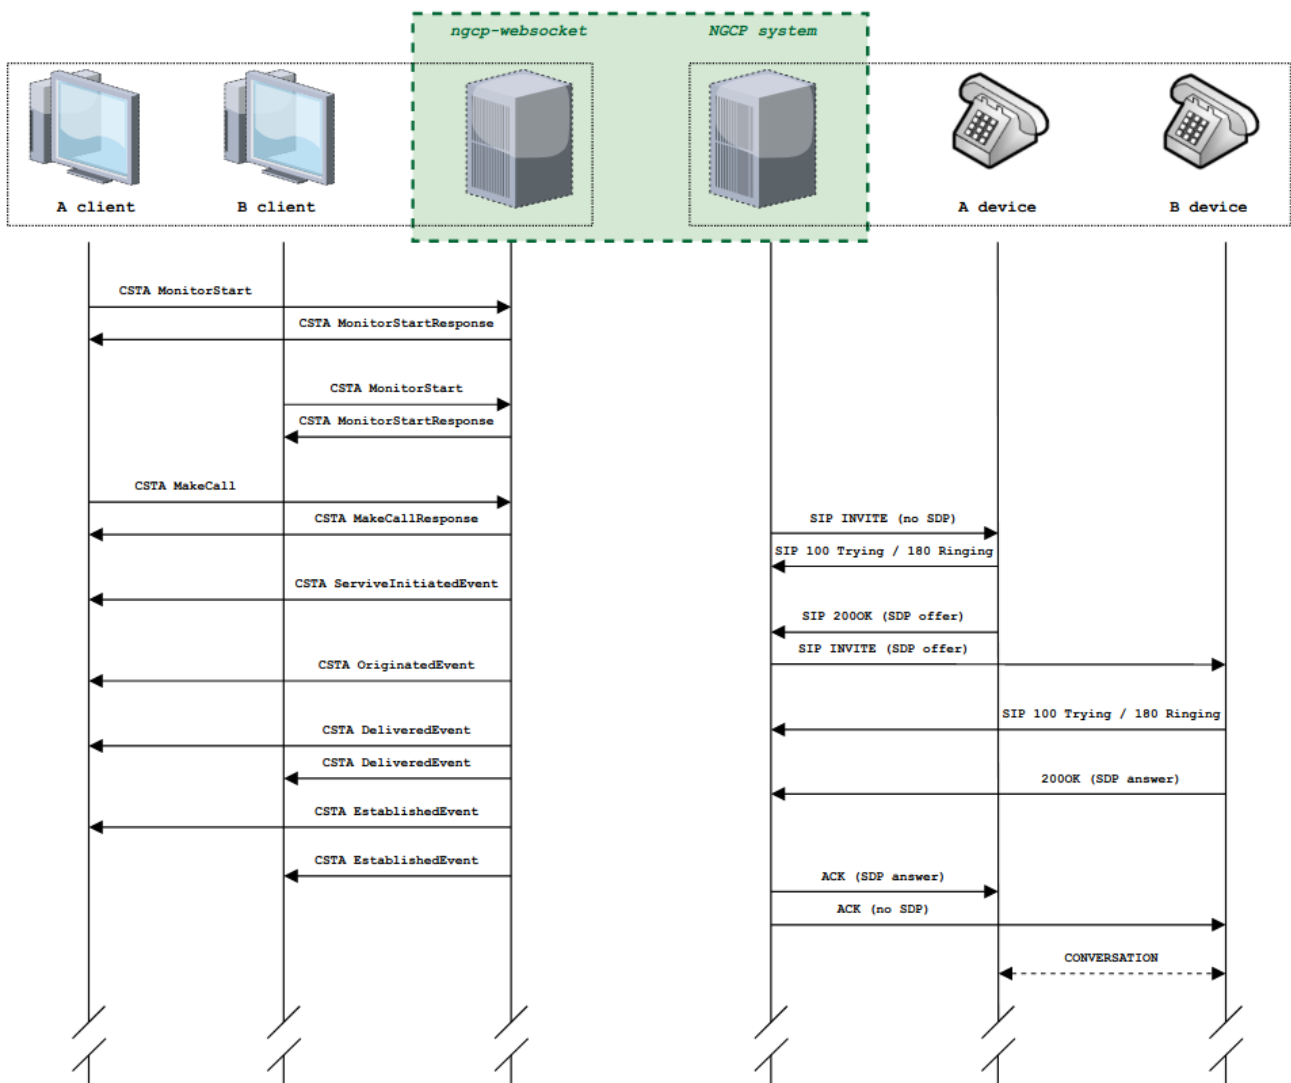 ngcp-websocket
NGCP system
A client
B client
A device
B device
CSTA MonitorStart
CSTA MonitorStartResponse
CSTA MonitorStart
CSTA MonitorStartResponse
CSTA MakeCall
CSTA MakeCallResponse
SIP INVITE (no SDP)
SIP 100 Trying / 180 Ringing
CSTA ServiveInitiatedEvent
SIP 200OK (SDP offer)
SIP INVITE (SDP offer)
CSTA OriginatedEvent
SIP 100 Trying / 180 Ringing
CSTA DeliveredEvent
CSTA DeliveredEvent
200OK (SDP answer)
CSTA EstablishedEvent
CSTA EstablishedEvent
ACK (SDP answer)
ACK (no SDP)
CONVERSATION